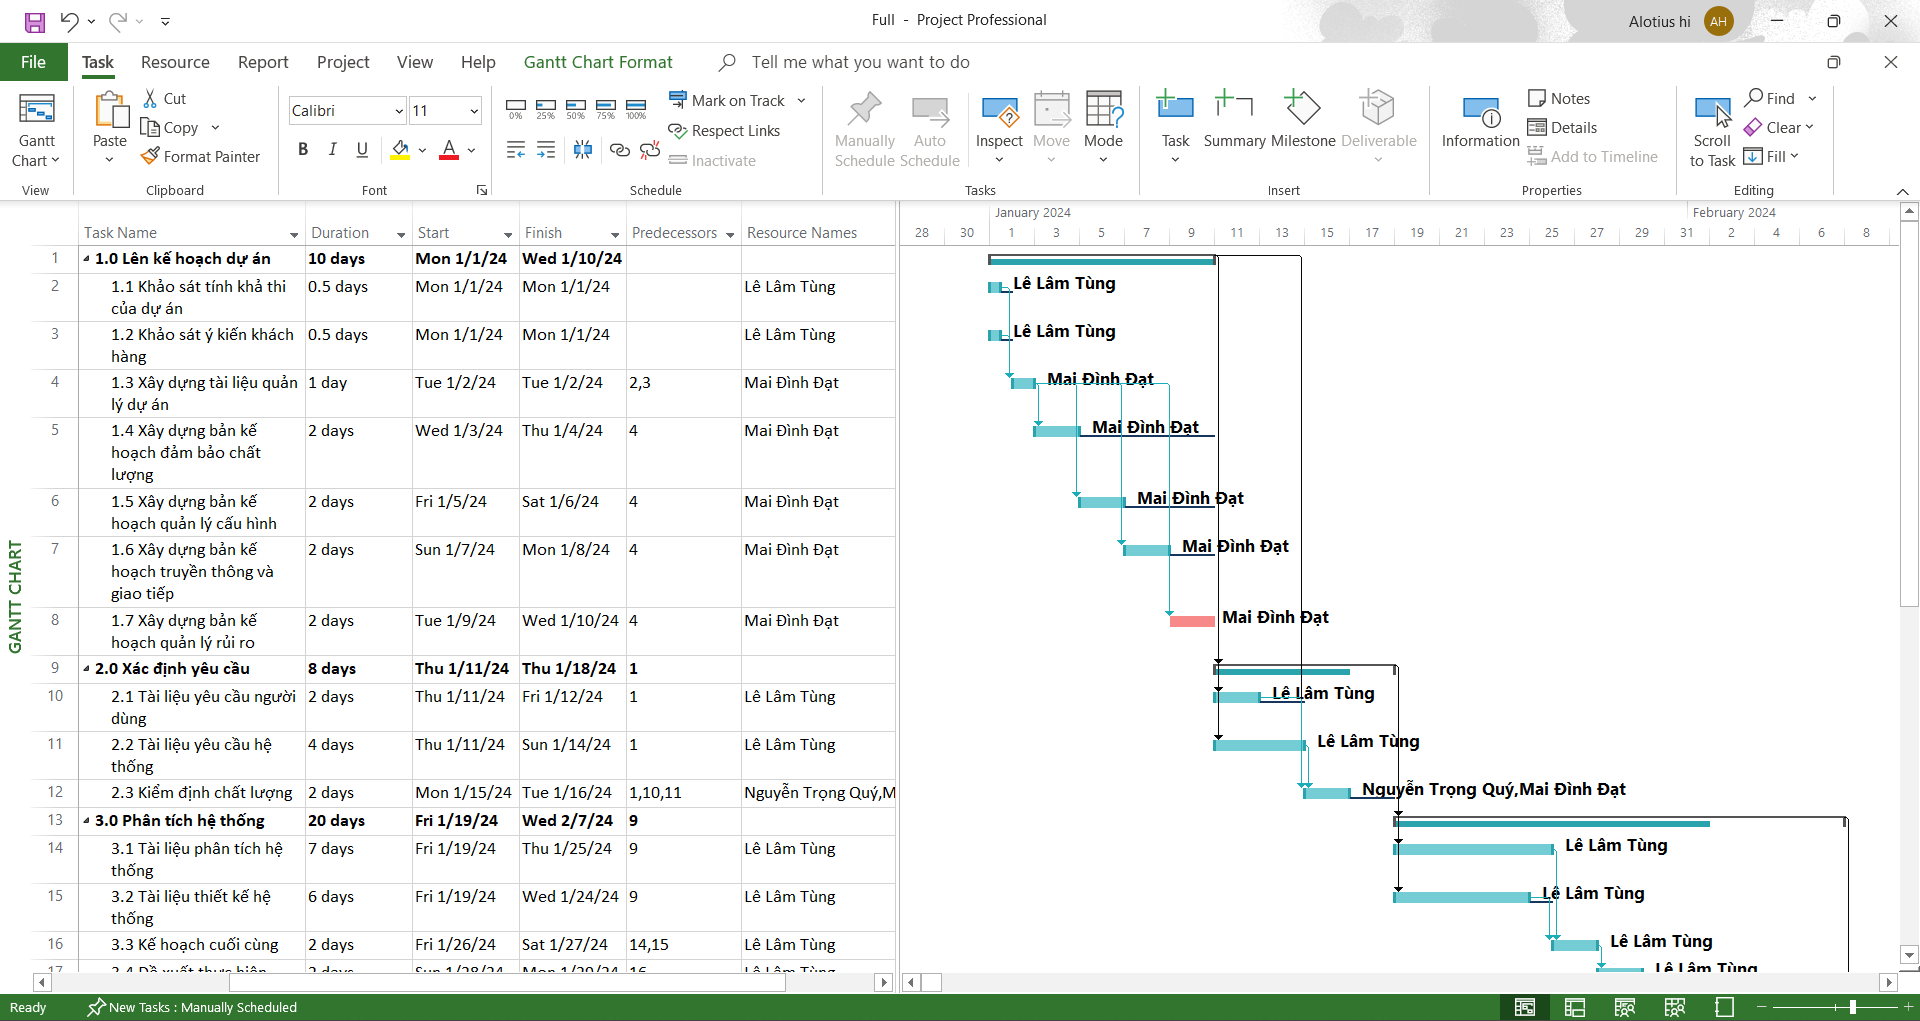 Full - Project Professional
Alotius hi
AH
File
Task
Resource
Report
Project
View
Help
Gantt Chart Format
Tell me what you want to do
Gantt
Chart
View
Paste
Cut
Copy
Format Painter
Clipboard
Calibri
11
B I U
A
Font
0% 25% 50% 75% 100%
Mark on Track
Respect Links
Inactivate
Schedule
Manually
Schedule
Auto
Schedule
Inspect
Move
Mode
Tasks
Task
Summary
Milestone
Deliverable
Insert
Information
Notes
Details
Add to Timeline
Properties
Scroll
to Task
Find
Clear
Fill
Editing
GANTT CHART
Task Name Duration Start Finish Predecessors Resource Names
1 1.0 Lên kế hoạch dự án 10 days Mon 1/1/24 Wed 1/10/24
2 1.1 Khảo sát tính khả thi 0.5 days Mon 1/1/24 Mon 1/1/24 Lê Lâm Tùng
của dự án
3 1.2 Khảo sát ý kiến khách 0.5 days Mon 1/1/24 Mon 1/1/24 Lê Lâm Tùng
hàng
4 1.3 Xây dựng tài liệu quản 1 day Tue 1/2/24 Tue 1/2/24 2,3 Mai Đình Đạt
lý dự án
5 1.4 Xây dựng bản kế 2 days Wed 1/3/24 Thu 1/4/24 4 Mai Đình Đạt
hoạch đảm bảo chất
lượng
6 1.5 Xây dựng bản kế 2 days Fri 1/5/24 Sat 1/6/24 4 Mai Đình Đạt
hoạch quản lý cấu hình
7 1.6 Xây dựng bản kế 2 days Sun 1/7/24 Mon 1/8/24 4 Mai Đình Đạt
hoạch truyền thông và
giao tiếp
8 1.7 Xây dựng bản kế 2 days Tue 1/9/24 Wed 1/10/24 4 Mai Đình Đạt
hoạch quản lý rủi ro
9 2.0 Xác định yêu cầu 8 days Thu 1/11/24 Thu 1/18/24 1
10 2.1 Tài liệu yêu cầu người 2 days Thu 1/11/24 Fri 1/12/24 1 Lê Lâm Tùng
dùng
11 2.2 Tài liệu yêu cầu hệ 4 days Thu 1/11/24 Sun 1/14/24 1 Lê Lâm Tùng
thống
12 2.3 Kiểm định chất lượng 2 days Mon 1/15/24 Tue 1/16/24 1,10,11 Nguyễn Trọng Quý,M
13 3.0 Phân tích hệ thống 20 days Fri 1/19/24 Wed 2/7/24 9
14 3.1 Tài liệu phân tích hệ 7 days Fri 1/19/24 Thu 1/25/24 9 Lê Lâm Tùng
thống
15 3.2 Tài liệu thiết kế hệ 6 days Fri 1/19/24 Wed 1/24/24 9 Lê Lâm Tùng
thống
16 3.3 Kế hoạch cuối cùng 2 days Fri 1/26/24 Sat 1/27/24 14,15 Lê Lâm Tùng
17 3.4 Đề xuất thực hiện 2 days Sun 1/28/24 Mon 1/29/24 16 Lê Lâm Tùng
January 2024 February 2024
28 30 1 3 5 7 9 11 13 15 17 19 21 23 25 27 29 31 2 4 6 8
Lê Lâm Tùng
Lê Lâm Tùng
Mai Đình Đạt
Mai Đình Đạt
Mai Đình Đạt
Mai Đình Đạt
Mai Đình Đạt
Lê Lâm Tùng
Lê Lâm Tùng
Nguyễn Trọng Quý,Mai Đình Đạt
Lê Lâm Tùng
Lê Lâm Tùng
Lê Lâm Tùng
Lê Lâm Tùng
Ready New Tasks : Manually Scheduled